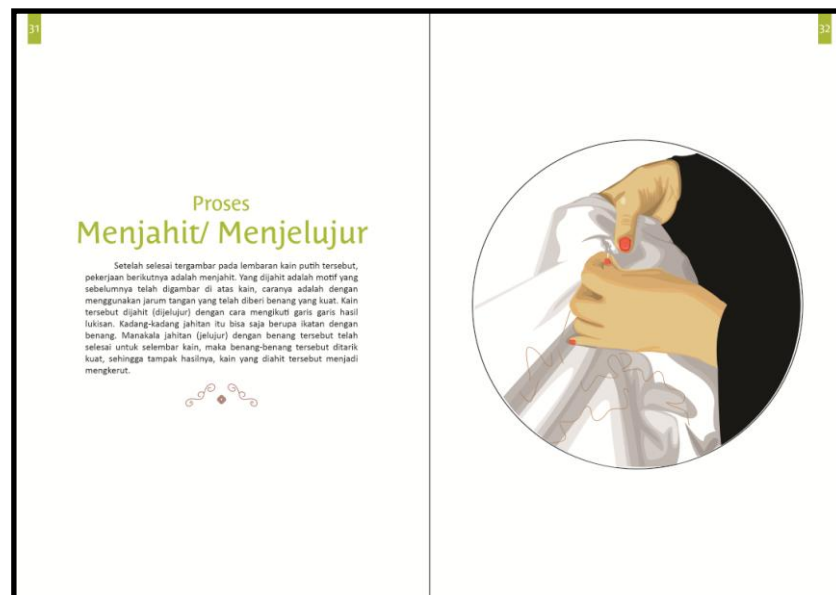 31
32
Proses
Menjahit/ Menjelujur
Setelah selesai tergambar pada lembaran kain putih tersebut,
pekerjaan berikutnya adalah menjahit. Yang dijahit adalah motif yang
sebelumnya telah digambar di atas kain, caranya adalah dengan
menggunakan jarum tangan yang telah diberi benang yang kuat. Kain
tersebut dijahit (dijelujur) dengan cara mengikuti garis garis hasil
lukisan. Kadang-kadang jahitan itu bisa saja berupa ikatan dengan
benang. Manakala jahitan (jelujur) dengan benang tersebut telah
selesai untuk selembar kain, maka benang-benang tersebut ditarik
kuat, sehingga tampak hasilnya, kain yang diahit tersebut menjadi
mengkerut.